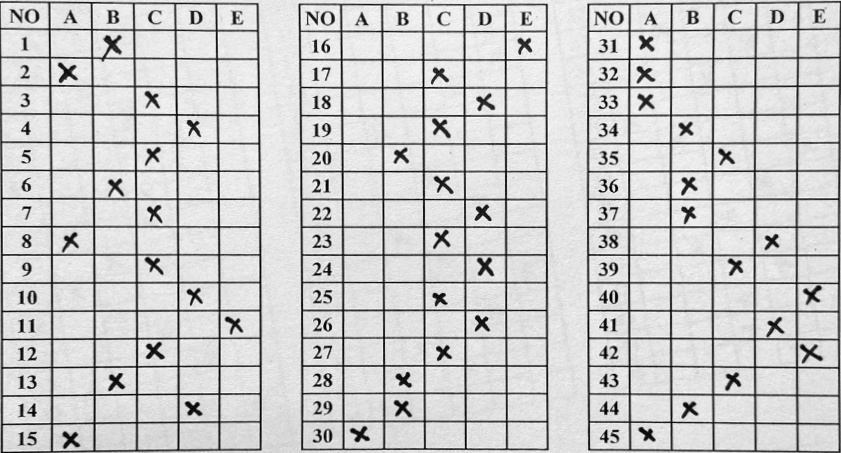 NO A B C D E
1 X
2 X
3 X
4 X
5 X
6 X
7 X
8 X
9 X
10 X
11 X
12 X
13 X
14 X
15 X
NO A B C D E
16 X
17 X
18 X
19 X
20 X
21 X
22 X
23 X
24 X
25 X
26 X
27 X
28 X
29 X
30 X
NO A B C D E
31 X
32 X
33 X
34 X
35 X
36 X
37 X
38 X
39 X
40 X
41 X
42 X
43 X
44 X
45 X